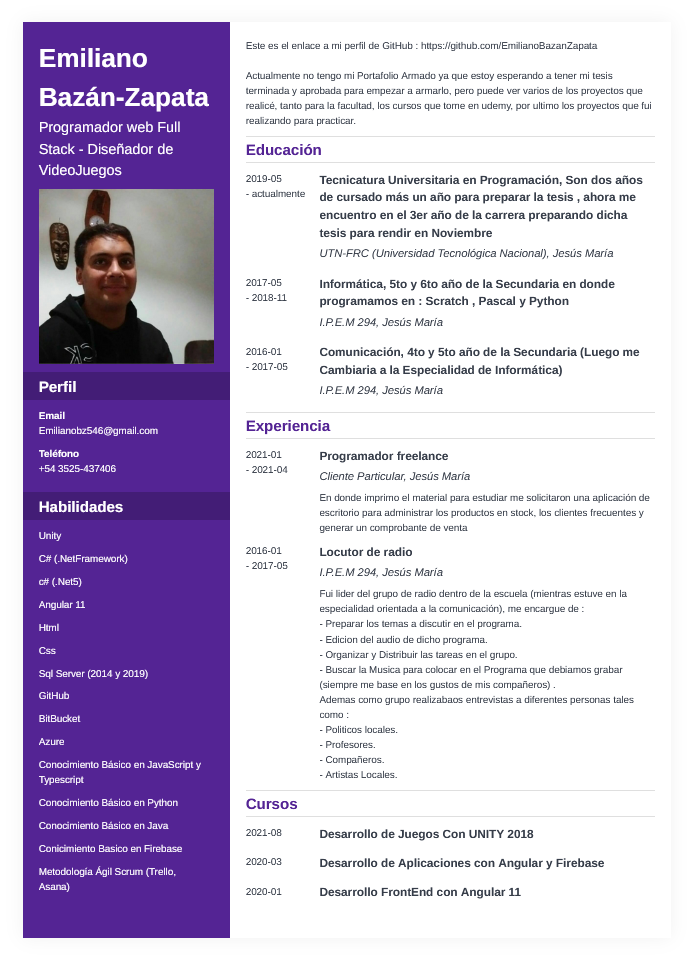 Emiliano
Bazán-Zapata
Programador web Full
Stack - Diseñador de
VideoJuegos
Perfil
Email
Emilianobz546@gmail.com
Teléfono
+54 3525-437406
Habilidades
Unity
C# (.NetFramework)
c# (.Net5)
Angular 11
Html
Css
Sql Server (2014 y 2019)
GitHub
BitBucket
Azure
Conocimiento Básico en JavaScript y
Typescript
Conocimiento Básico en Python
Conocimiento Básico en Java
Conicimiento Basico en Firebase
Metodología Ágil Scrum (Trello,
Asana)
Este es el enlace a mi perfil de GitHub : https://github.com/EmilianoBazanZapata
Actualmente no tengo mi Portafolio Armado ya que estoy esperando a tener mi tesis
terminada y aprobada para empezar a armarlo, pero puede ver varios de los proyectos que
realicé, tanto para la facultad, los cursos que tome en udemy, por ultimo los proyectos que fui
realizando para practicar.
Educación
2019-05
- actualmente
Tecnicatura Universitaria en Programación, Son dos años
de cursado más un año para preparar la tesis , ahora me
encuentro en el 3er año de la carrera preparando dicha
tesis para rendir en Noviembre
UTN-FRC (Universidad Tecnológica Nacional), Jesús María
2017-05
- 2018-11
Informática, 5to y 6to año de la Secundaria en donde
programamos en : Scratch , Pascal y Python
I.P.E.M 294, Jesús María
2016-01
- 2017-05
Comunicación, 4to y 5to año de la Secundaria (Luego me
Cambiaria a la Especialidad de Informática)
I.P.E.M 294, Jesús María
Experiencia
2021-01
- 2021-04
Programador freelance
Cliente Particular, Jesús María
En donde imprimo el material para estudiar me solicitaron una aplicación de
escritorio para administrar los productos en stock, los clientes frecuentes y
generar un comprobante de venta
2016-01
- 2017-05
Locutor de radio
I.P.E.M 294, Jesús María
Fui lider del grupo de radio dentro de la escuela (mientras estuve en la
especialidad orientada a la comunicación), me encargue de :
- Preparar los temas a discutir en el programa.
- Edicion del audio de dicho programa.
- Organizar y Distribuir las tareas en el grupo.
- Buscar la Musica para colocar en el Programa que debiamos grabar
(siempre me base en los gustos de mis compañeros) .
Ademas como grupo realizabaos entrevistas a diferentes personas tales
como :
- Politicos locales.
- Profesores.
- Compañeros.
- Artistas Locales.
Cursos
2021-08
Desarrollo de Juegos Con UNITY 2018
2020-03
Desarrollo de Aplicaciones con Angular y Firebase
2020-01
Desarrollo FrontEnd con Angular 11